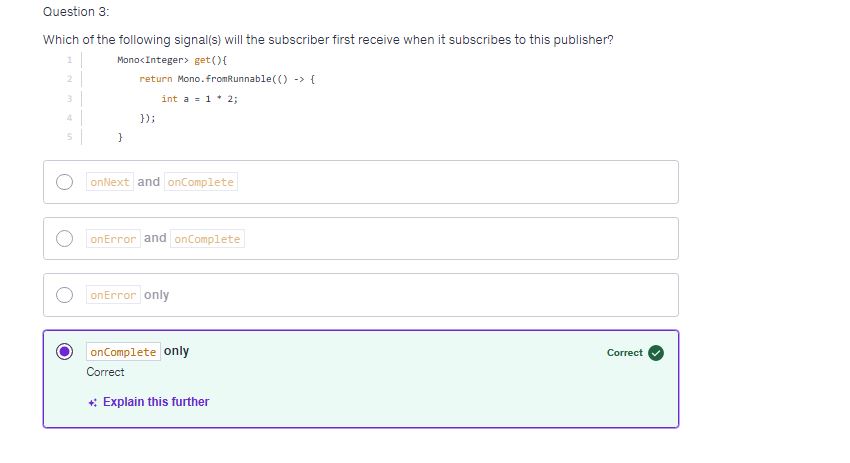 Question 3:
Which of the following signal(s) will the subscriber first receive when it subscribes to this publisher?
1 Mono<Integer> get(){
2 return Mono.fromRunnable(() -> {
3 int a = 1 * 2;
4 });
5 }
onNext and onComplete
onError and onComplete
onError only
onComplete only
Correct
Correct
Explain this further